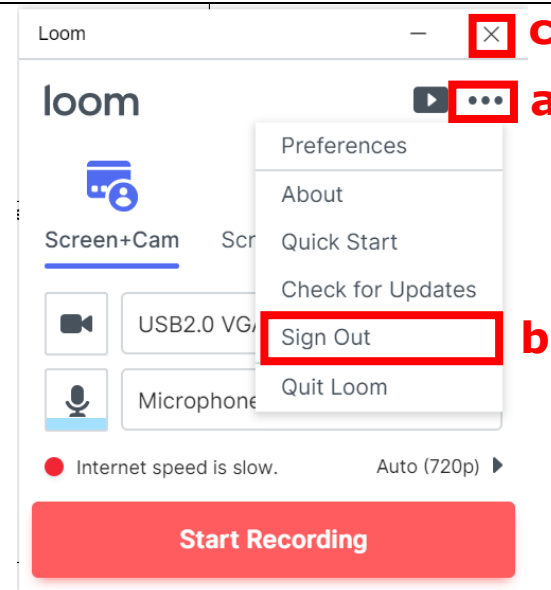 Loom
c
loom
a
Preferences
About
Screen+Cam Scr
Quick Start
Check for Updates
USB2.0 VG
Sign Out
b
Quit Loom
Microphone
Internet speed is slow. Auto (720p)
Start Recording